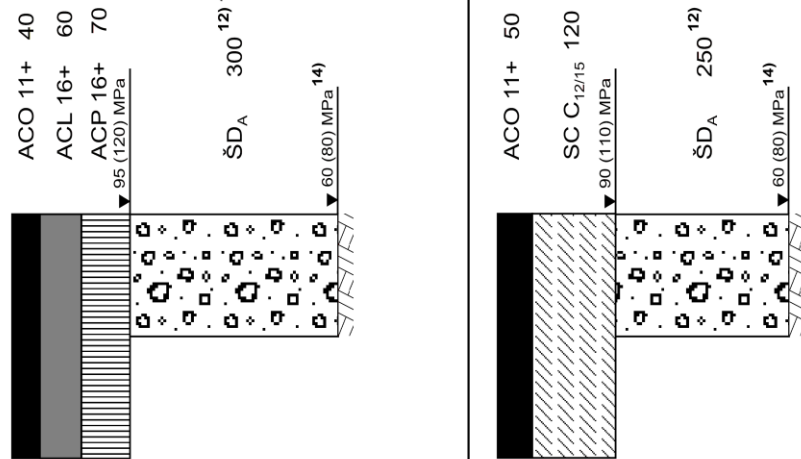 ACO 11+ 40
ACL 16+ 60
ACP 16+ 70
95 (120) MPa
ŠDA 300 12)
60 (80) MPa 14)
ACO 11+ 50
SC C12/15 120
90 (110) MPa
ŠDA 250 12)
60 (80) MPa 14)